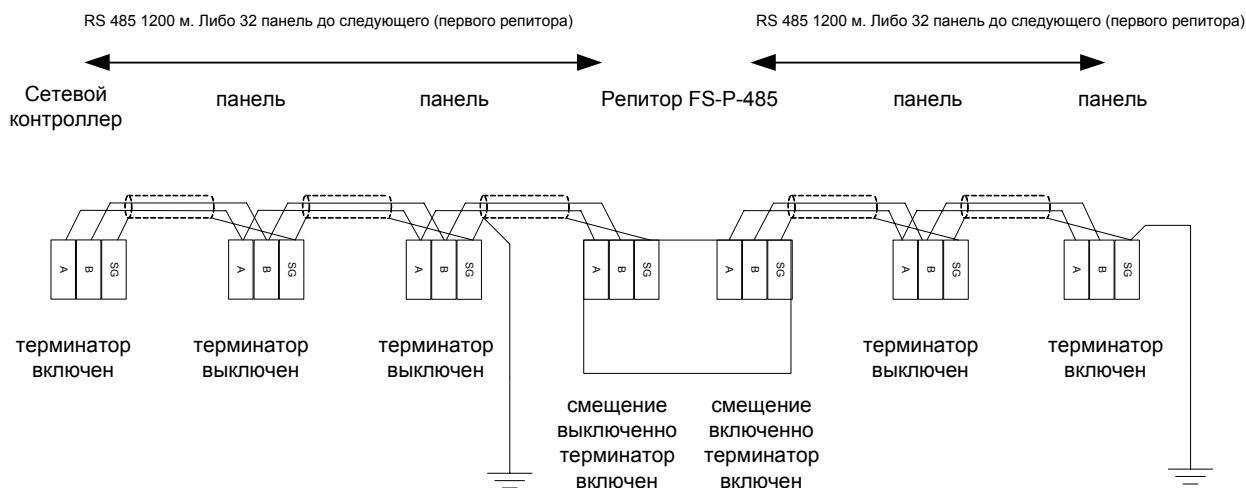 RS 485 1200 м. Либо 32 панель до следующего (первого репитора)
RS 485 1200 м. Либо 32 панель до следующего (первого репитора)
Сетевой
контроллер
панель
панель
Репитор FS-P-485
панель
панель
A
B
SG
A
B
SG
A
B
SG
A
B
SG
A
B
SG
A
B
SG
A
B
SG
терминатор
включен
терминатор
выключен
терминатор
выключен
смещение
выключенно
терминатор
включен
смещение
включенно
терминатор
включен
терминатор
выключен
терминатор
включен